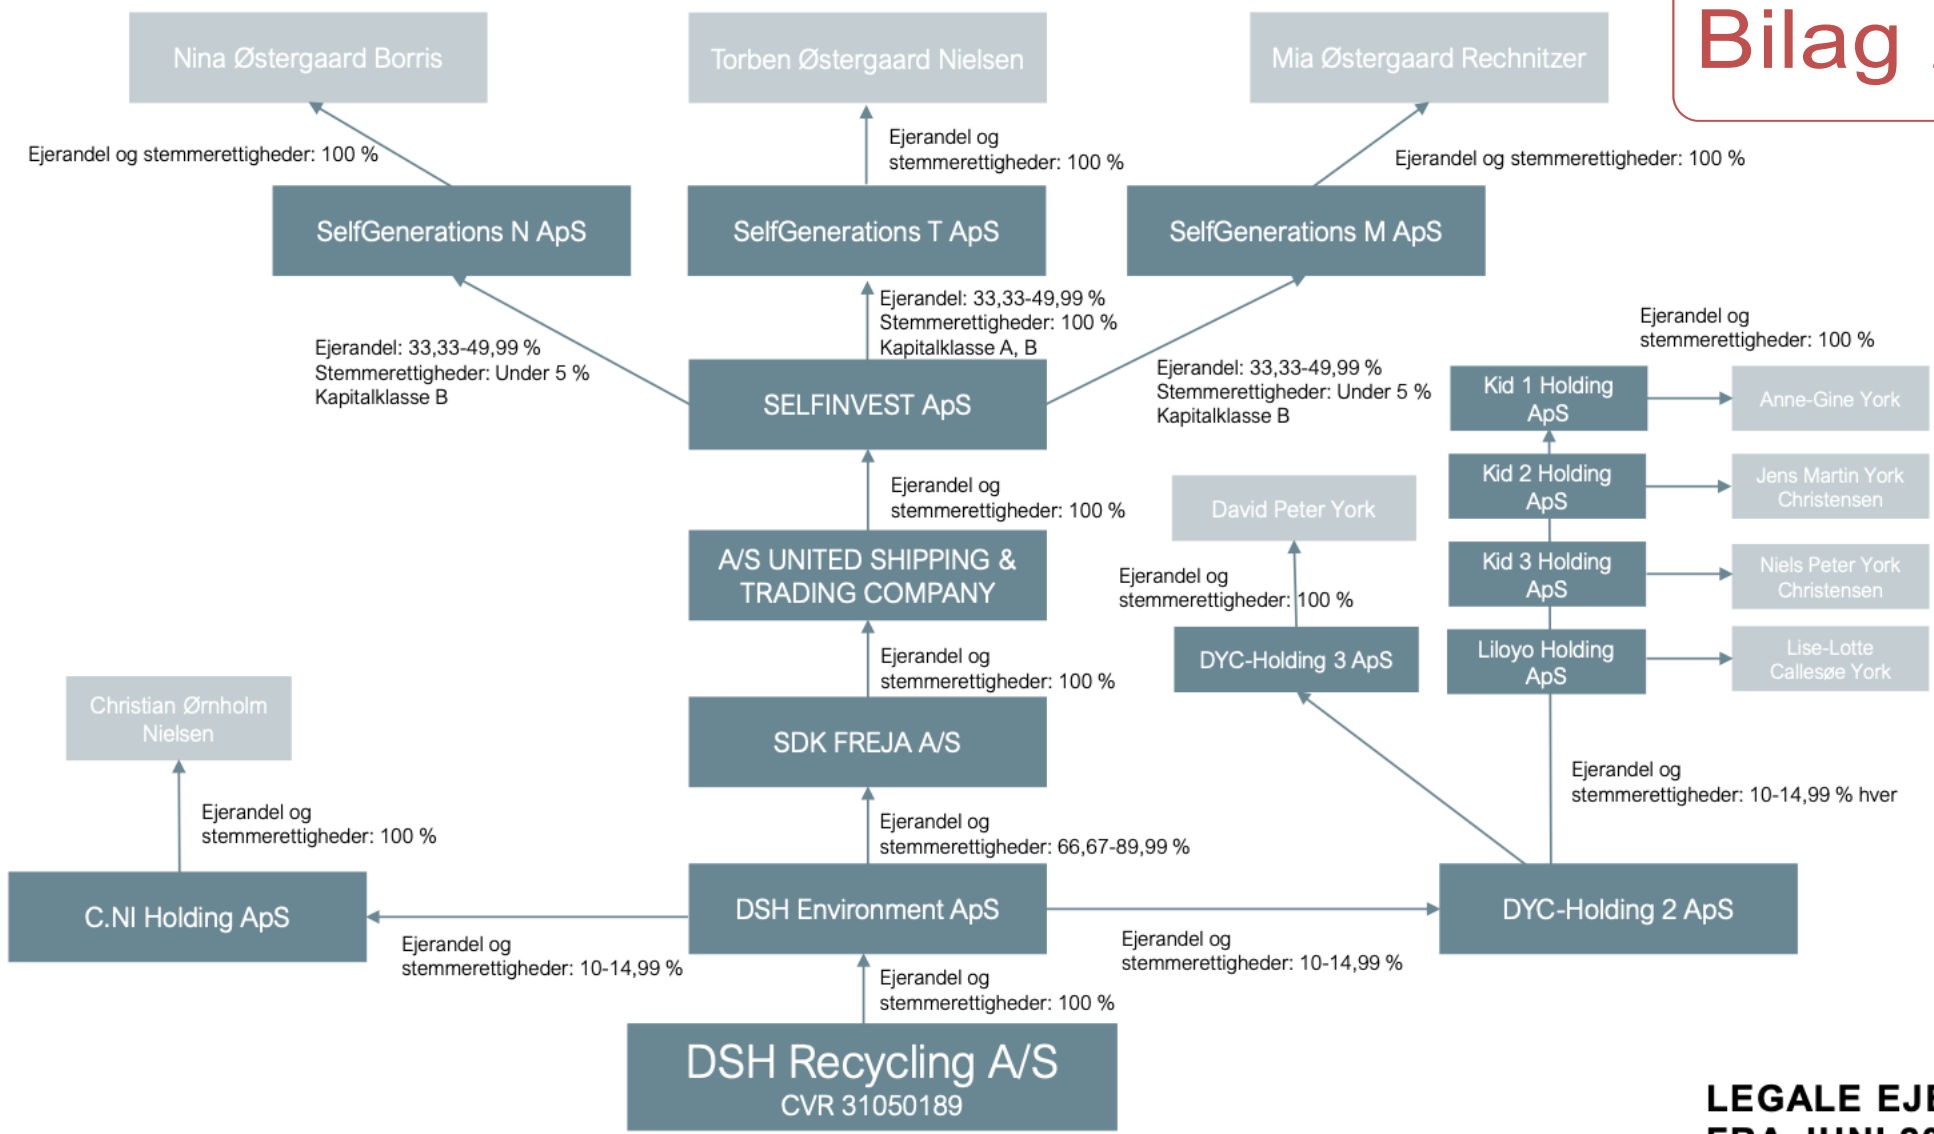 Bilag
Nina Østergaard Borris
Torben Østergaard Nielsen
Mia Østergaard Rechnitzer
Ejerandel og stemmerettigheder: 100 %
Ejerandel og
stemmerettigheder: 100 %
Ejerandel og stemmerettigheder: 100 %
SelfGenerations N ApS
SelfGenerations T ApS
SelfGenerations M ApS
Ejerandel: 33,33-49,99 %
Stemmerettigheder: Under 5 %
Kapitalklasse B
Ejerandel: 33,33-49,99 %
Stemmerettigheder: 100 %
Kapitalklasse A, B
Ejerandel: 33,33-49,99 %
Stemmerettigheder: Under 5 %
Kapitalklasse B
Ejerandel og
stemmerettigheder: 100 %
SELFINVEST ApS
Kid 1 Holding
ApS
Anne-Gine York
Ejerandel og
stemmerettigheder: 100 %
Kid 2 Holding
ApS
Jens Martin York
Christensen
David Peter York
A/S UNITED SHIPPING &
TRADING COMPANY
Ejerandel og
stemmerettigheder: 100 %
Kid 3 Holding
ApS
Niels Peter York
Christensen
Ejerandel og
stemmerettigheder: 100 %
DYC-Holding 3 ApS
Liloyo Holding
ApS
Lise-Lotte
Callesøe York
Christian Ørnholm
Nielsen
SDK FREJA A/S
Ejerandel og
stemmerettigheder: 100 %
Ejerandel og
stemmerettigheder: 66,67-89,99 %
Ejerandel og
stemmerettigheder: 10-14,99 % hver
C.NI Holding ApS
DSH Environment ApS
DYC-Holding 2 ApS
Ejerandel og
stemmerettigheder: 10-14,99 %
Ejerandel og
stemmerettigheder: 100 %
Ejerandel og
stemmerettigheder: 10-14,99 %
DSH Recycling A/S
CVR 31050189
LEGALE